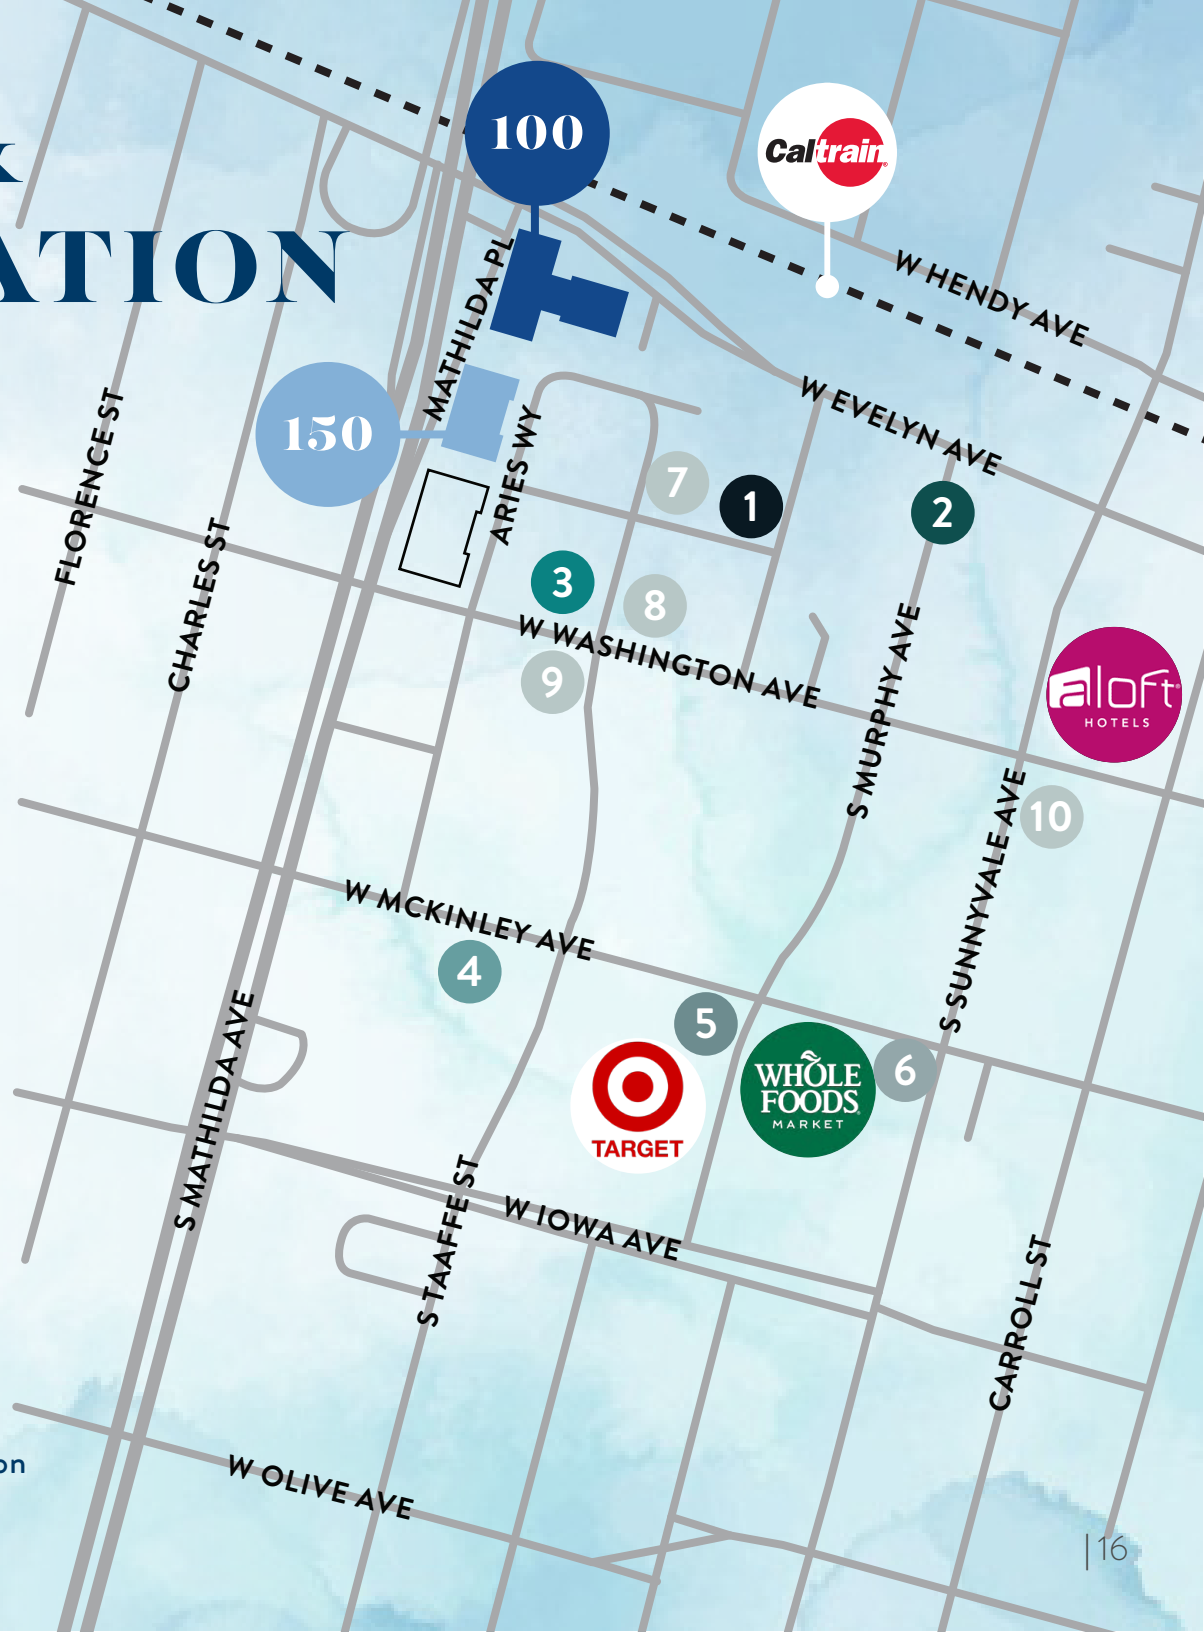 ATION
100
Caltrain
W HENDY AVE
MATHILDA PL
150
W EVELYN AVE
FLORENCE ST
ARIES WY
7
1
2
CHARLES ST
3
8
W WASHINGTON AVE
9
S MURPHY AVE
aloft
HOTELS
S SUNNYVALE AVE
10
W MCKINLEY AVE
4
5
6
WHOLE
FOODS
MARKET
TARGET
S MATHILDA AVE
S TAAFFE ST
W IOWA AVE
CARROLL ST
on
W OLIVE AVE
| 16